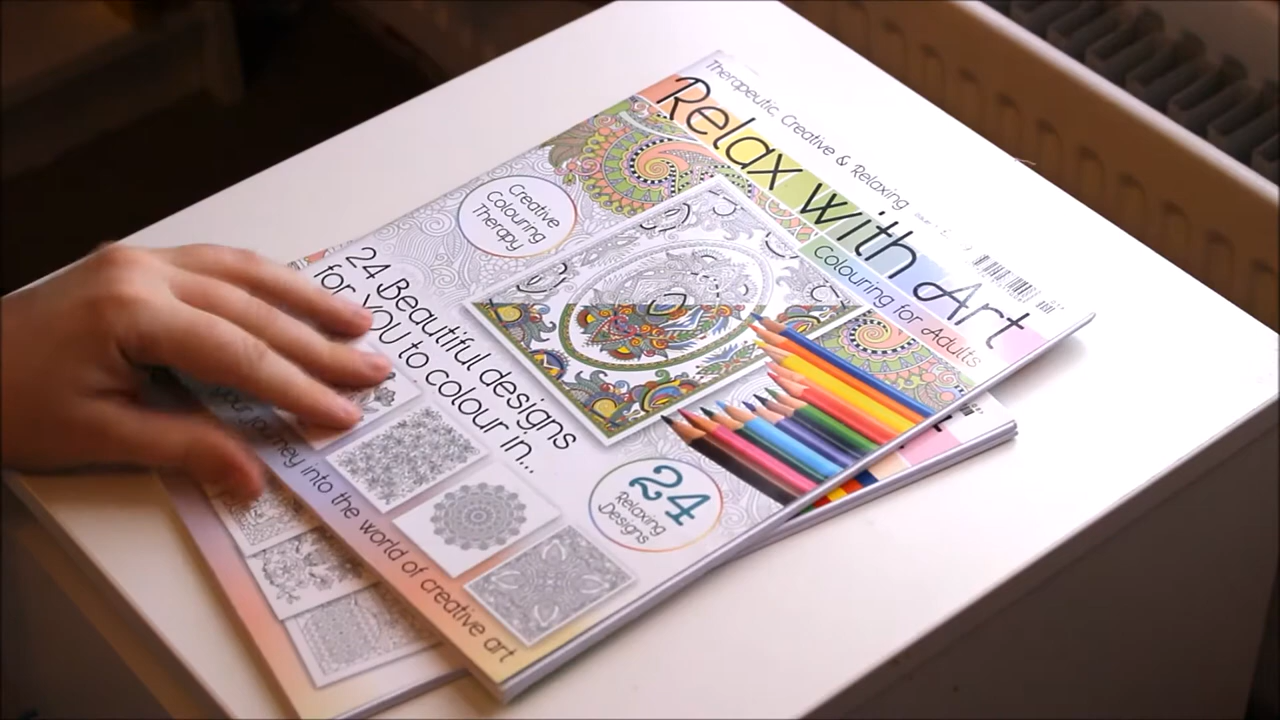 Therapeutic, Creative & Relaxing
Relax with Art
Colouring for Adults
Creative
Colouring
Therapy
24 Beautiful designs
for you to colour in...
24
Relaxing
Designs
your journey into the world of creative art